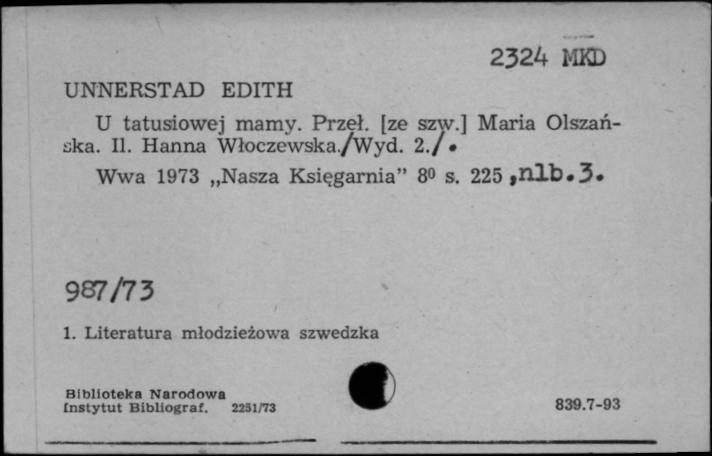 2324 MKD
UNNERSTAD EDITH
U tatusiowej mamy. Przeł. [ze szw.] Maria Olszań-
ska. Il. Hanna Włoczewska./Wyd. 2./.
Wwa 1973 „Nasza Księgarnia” 8⁰ s. 225,nlb.3.
987/73
1. Literatura młodzieżowa szwedzka
Biblioteka Narodowa
Instytut Bibliograf. 2251/73
839.7-93